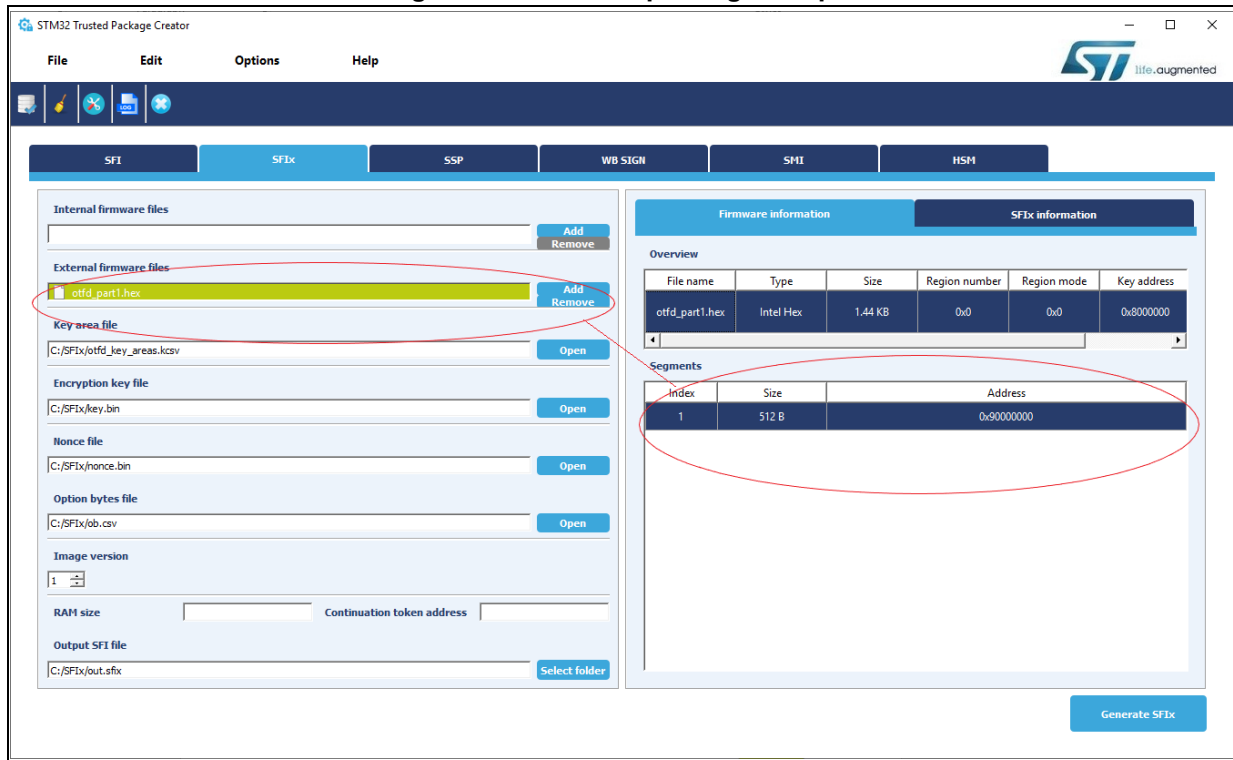 STM32 Trusted Package Creator
File Edit Options Help
ST life.augmented
LOG
SFI SFIx SSP WB SIGN SMI HSM
Internal firmware files
Add
Remove
External firmware files
otfd_part1.hex
Add
Remove
Key area file
C:/SFIx/otfd_key_areas.kcsv Open
Encryption key file
C:/SFIx/key.bin Open
Nonce file
C:/SFIx/nonce.bin Open
Option bytes file
C:/SFIx/ob.csv Open
Image version
1
RAM size Continuation token address
Output SFI file
C:/SFIx/out.sfix Select folder
Firmware information SFIx information
Overview
File name Type Size Region number Region mode Key address
otfd_part1.hex Intel Hex 1.44 KB 0x0 0x0 0x8000000
Segments
Index Size Address
1 512 B 0x90000000
Generate SFIx